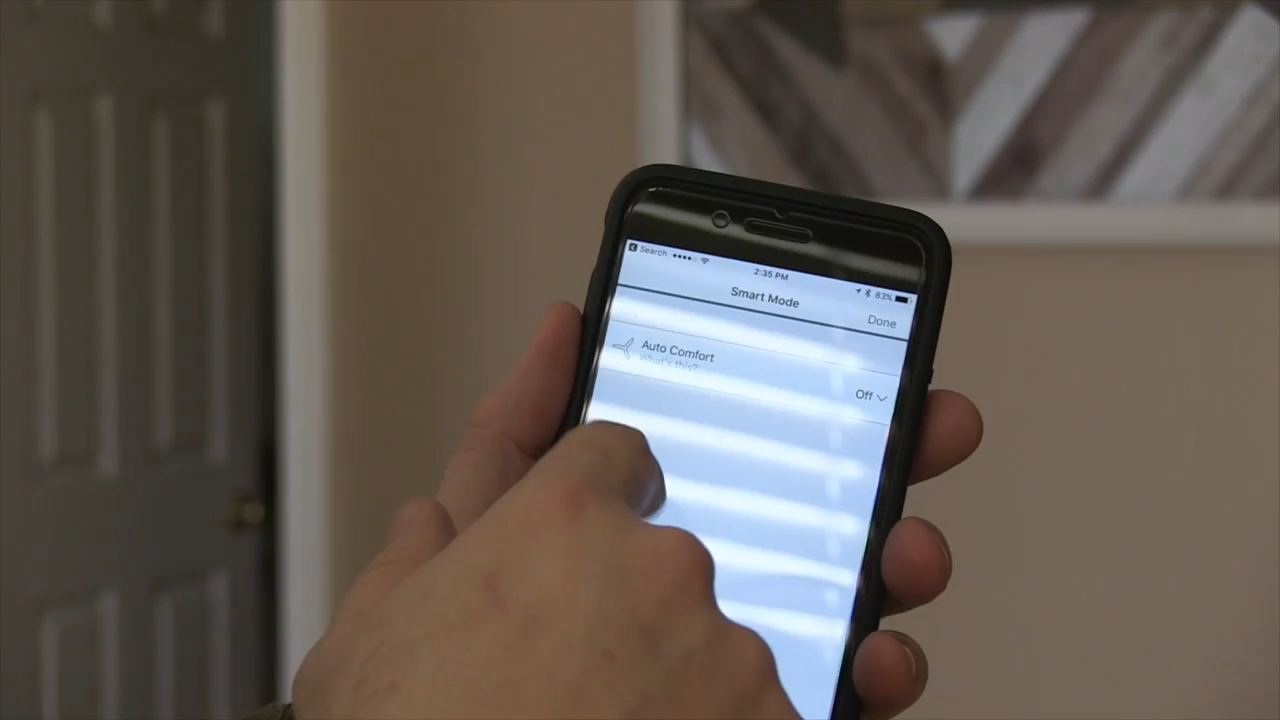 Search
2:35 PM
83%
Smart Mode
Done
Auto Comfort
What's this?
Off